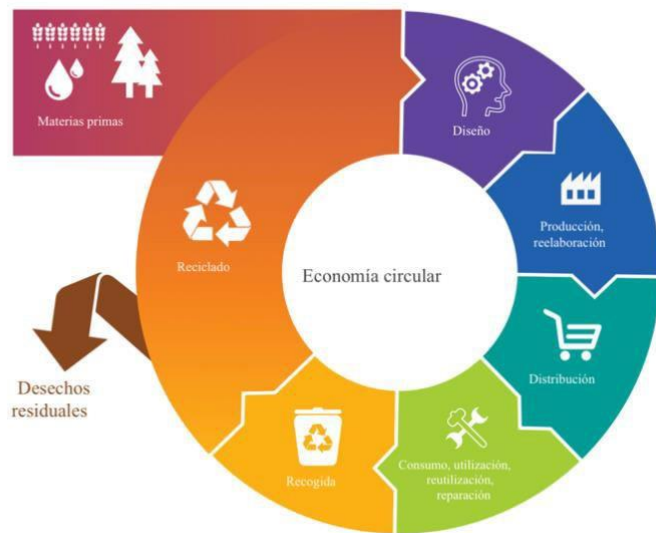 Materias primas
Diseño
Producción,
reelaboración
Reciclado
Economía circular
Distribución
Desechos
residuales
Consumo, utilización,
reutilización,
reparación
Recogida